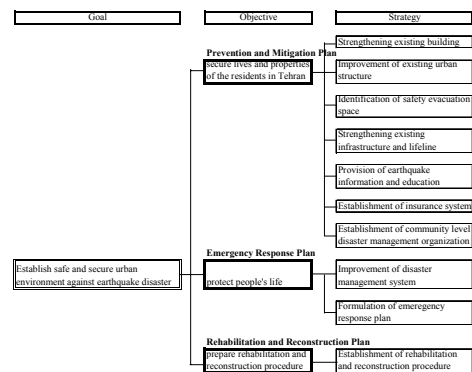 Goal
Objective
Strategy
Strengthening existing building
Prevention and Mitigation Plan
secure lives and properties
of the residents in Tehran
Improvement of existing urban
structure
Identification of safety evacuation
space
Strengthening existing
infrastructure and lifeline
Provision of earthquake
information and education
Establishment of insurance system
Establishment of community level
disaster management organization
Emergency Response Plan
Establish safe and secure urban
environment against earthquake disaster
protect people's life
Improvement of disaster
management system
Formulation of emeregency
response plan
Rehabilitation and Reconstruction Plan
prepare rehabilitation and
reconstruction procedure
Establishment of rehabilitation
and reconstruction procedure